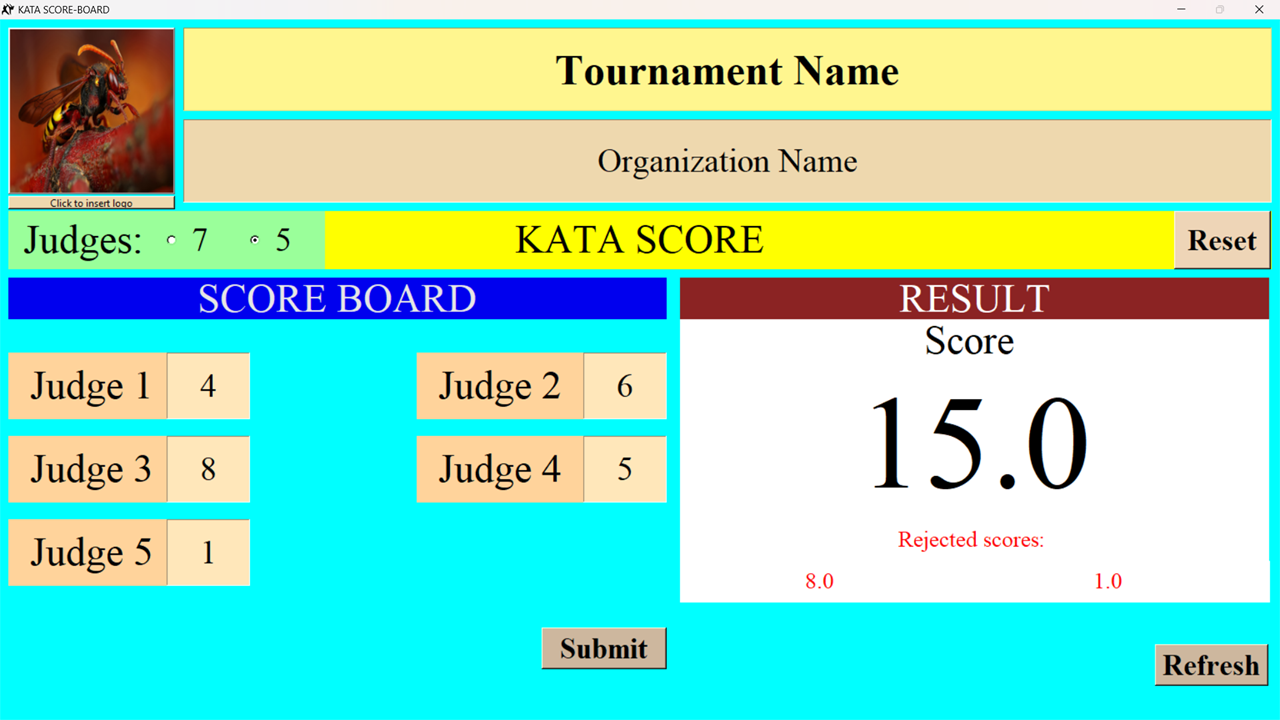 KATA SCORE-BOARD
Tournament Name
Organization Name
Click to insert logo
Judges: 7 5 KATA SCORE Reset
SCORE BOARD
RESULT
Score
Judge 1 4 Judge 2 6
15.0
Judge 3 8 Judge 4 5
Judge 5 1
Rejected scores:
8.0 1.0
Submit
Refresh